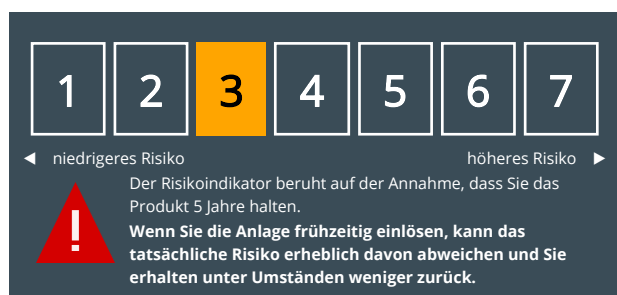 1 2 3 4 5 6 7
◀ niedrigeres Risiko höheres Risiko ▶
Der Risikoindikator beruht auf der Annahme, dass Sie das
Produkt 5 Jahre halten.
Wenn Sie die Anlage frühzeitig einlösen, kann das
tatsächliche Risiko erheblich davon abweichen und Sie
erhalten unter Umständen weniger zurück.
!